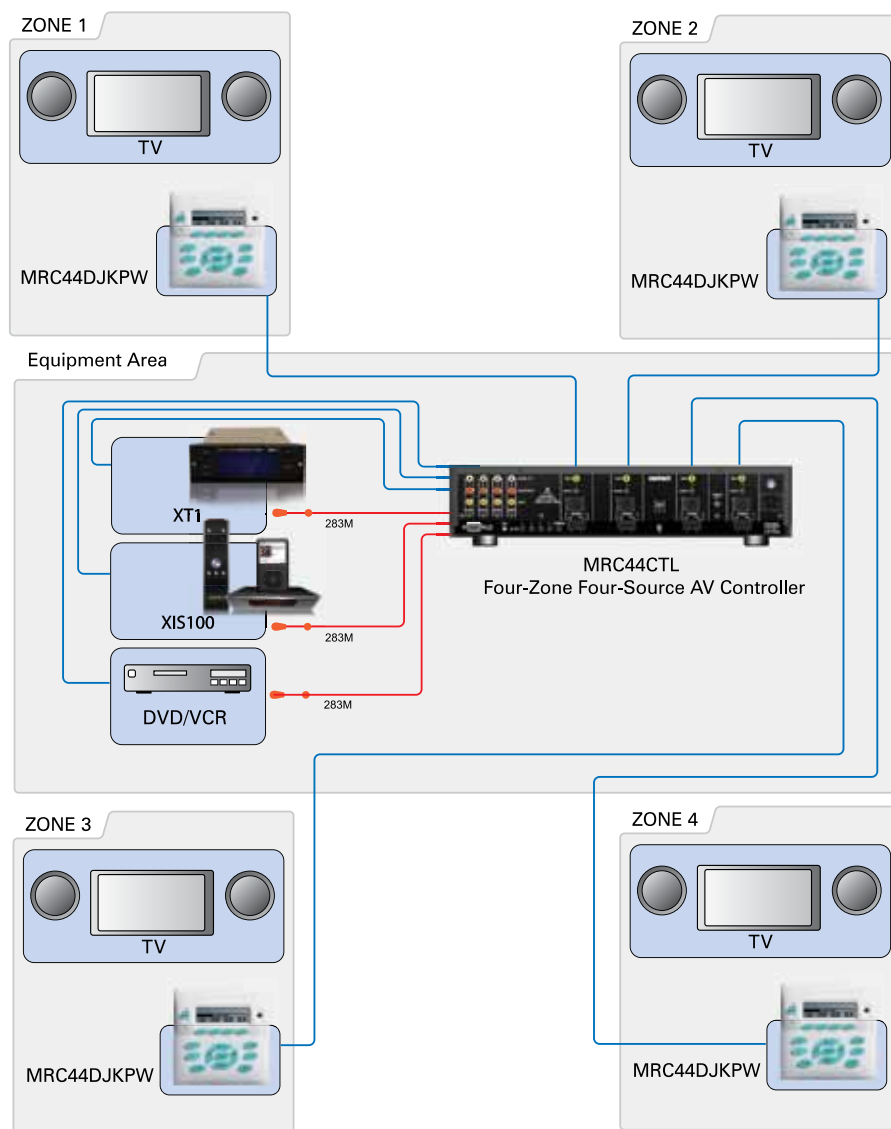 ZONE 1
TV
MRC44DJKPW
ZONE 2
TV
MRC44DJKPW
Equipment Area
XT1
283M
XIS100
283M
DVD/VCR
283M
MRC44CTL
Four-Zone Four-Source AV Controller
ZONE 3
TV
MRC44DJKPW
ZONE 4
TV
MRC44DJKPW